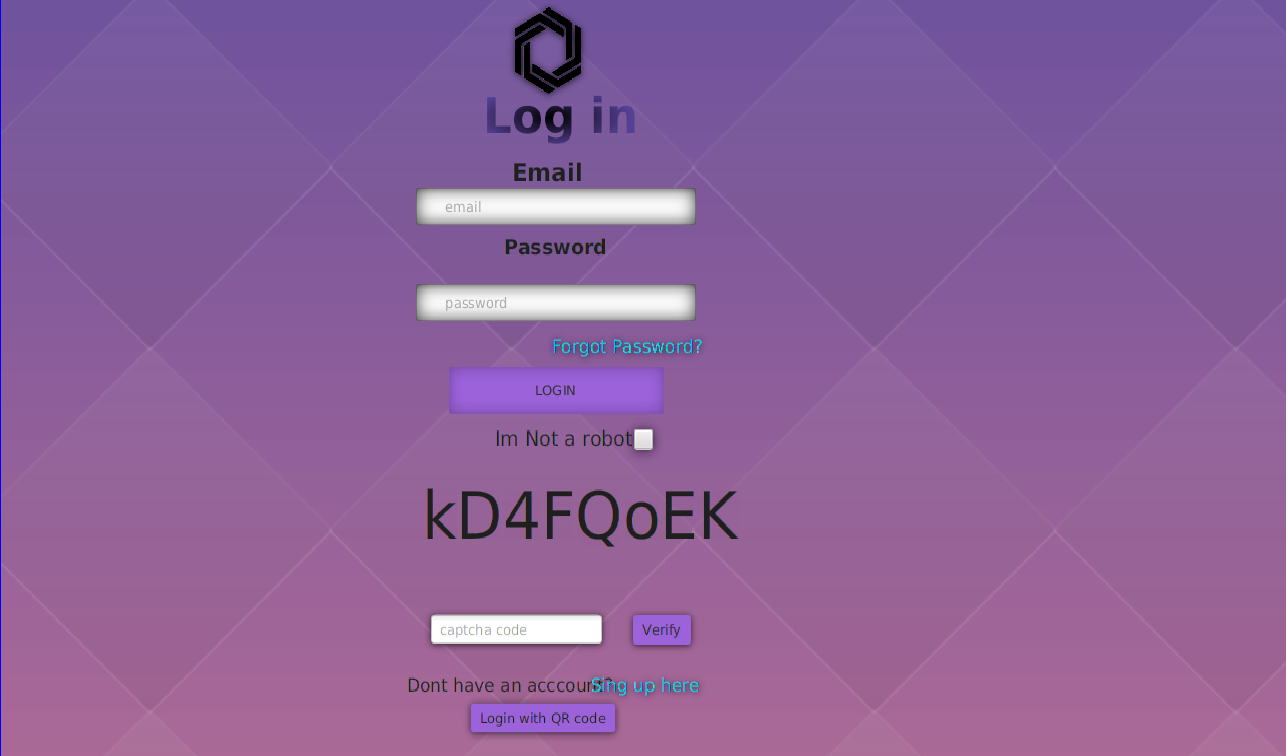 Log in
Email
email
Password
password
Forgot Password?
LOGIN
Im Not a robot
kD4FQoEK
captcha code Verify
Dont have an acccount? Sing up here
Login with QR code